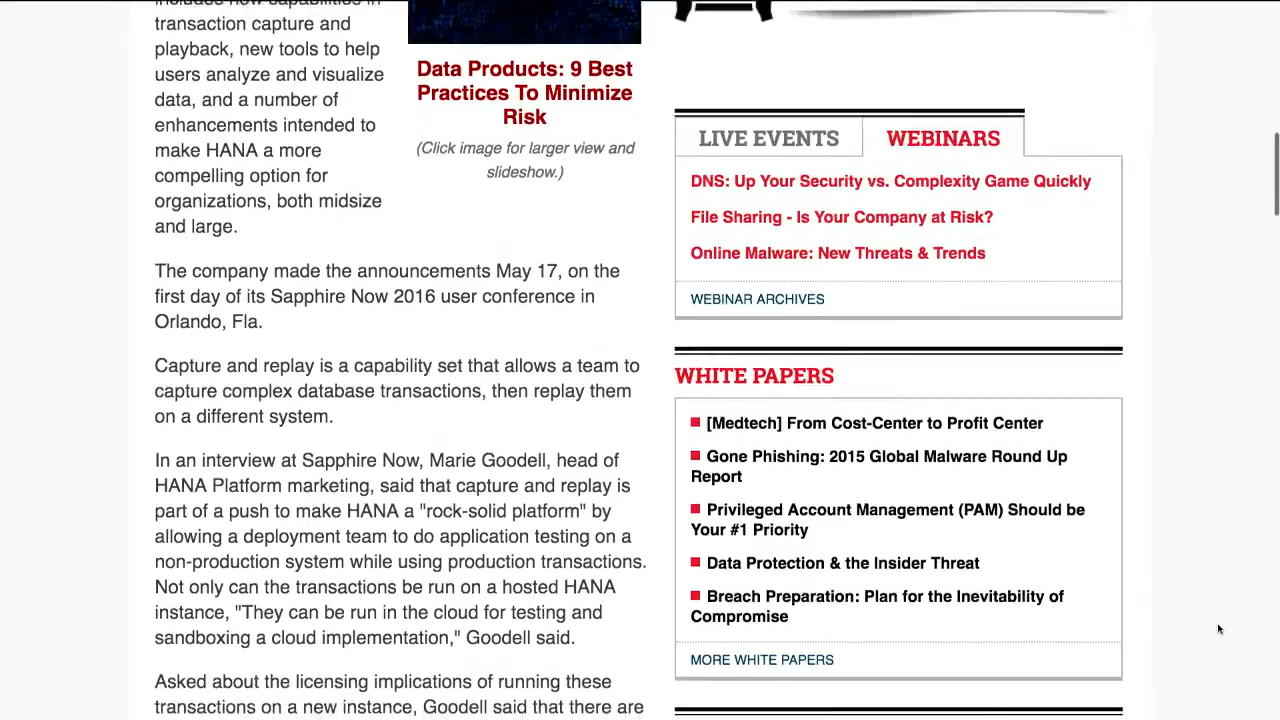 includes new capabilities in
transaction capture and
playback, new tools to help
users analyze and visualize
data, and a number of
enhancements intended to
make HANA a more
compelling option for
organizations, both midsize
and large.
Data Products: 9 Best
Practices To Minimize
Risk
(Click image for larger view and
slideshow.)
The company made the announcements May 17, on the
first day of its Sapphire Now 2016 user conference in
Orlando, Fla.
Capture and replay is a capability set that allows a team to
capture complex database transactions, then replay them
on a different system.
In an interview at Sapphire Now, Marie Goodell, head of
HANA Platform marketing, said that capture and replay is
part of a push to make HANA a "rock-solid platform" by
allowing a deployment team to do application testing on a
non-production system while using production transactions.
Not only can the transactions be run on a hosted HANA
instance, "They can be run in the cloud for testing and
sandboxing a cloud implementation," Goodell said.
Asked about the licensing implications of running these
transactions on a new instance, Goodell said that there are
LIVE EVENTS
WEBINARS
DNS: Up Your Security vs. Complexity Game Quickly
File Sharing - Is Your Company at Risk?
Online Malware: New Threats & Trends
WEBINAR ARCHIVES
WHITE PAPERS
[Medtech] From Cost-Center to Profit Center
Gone Phishing: 2015 Global Malware Round Up
Report
Privileged Account Management (PAM) Should be
Your #1 Priority
Data Protection & the Insider Threat
Breach Preparation: Plan for the Inevitability of
Compromise
MORE WHITE PAPERS